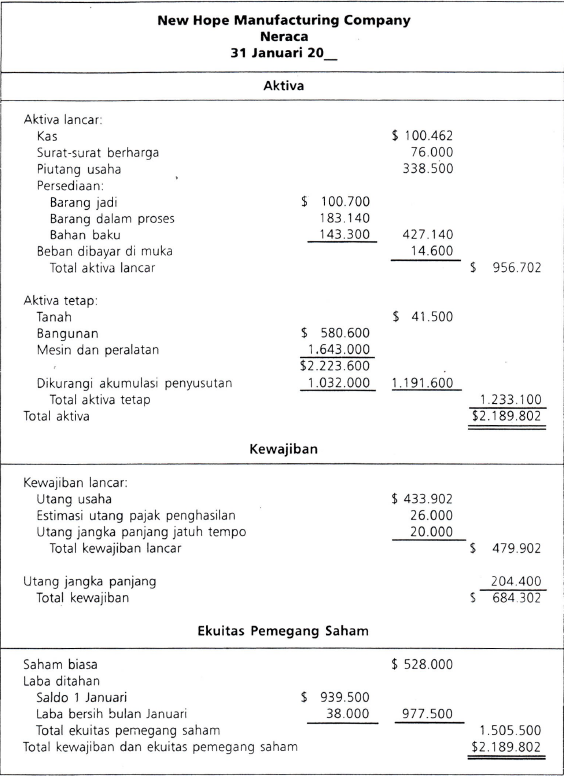 New Hope Manufacturing Company
Neraca
31 Januari 20__
Aktiva
Aktiva lancar:
Kas $ 100.462
Surat-surat berharga 76.000
Piutang usaha 338.500
Persediaan:
Barang jadi $ 100.700
Barang dalam proses 183.140
Bahan baku 143.300 427.140
Beban dibayar di muka 14.600
Total aktiva lancar $ 956.702
Aktiva tetap:
Tanah $ 41.500
Bangunan $ 580.600
Mesin dan peralatan 1.643.000
$2.223.600
Dikurangi akumulasi penyusutan 1.032.000 1.191.600
Total aktiva tetap 1.233.100
Total aktiva $2.189.802
Kewajiban
Kewajiban lancar:
Utang usaha $ 433.902
Estimasi utang pajak penghasilan 26.000
Utang jangka panjang jatuh tempo 20.000
Total kewajiban lancar $ 479.902
Utang jangka panjang 204.400
Total kewajiban $ 684.302
Ekuitas Pemegang Saham
Saham biasa $ 528.000
Laba ditahan
Saldo 1 Januari $ 939.500
Laba bersih bulan Januari 38.000 977.500
Total ekuitas pemegang saham 1.505.500
Total kewajiban dan ekuitas pemegang saham $2.189.802